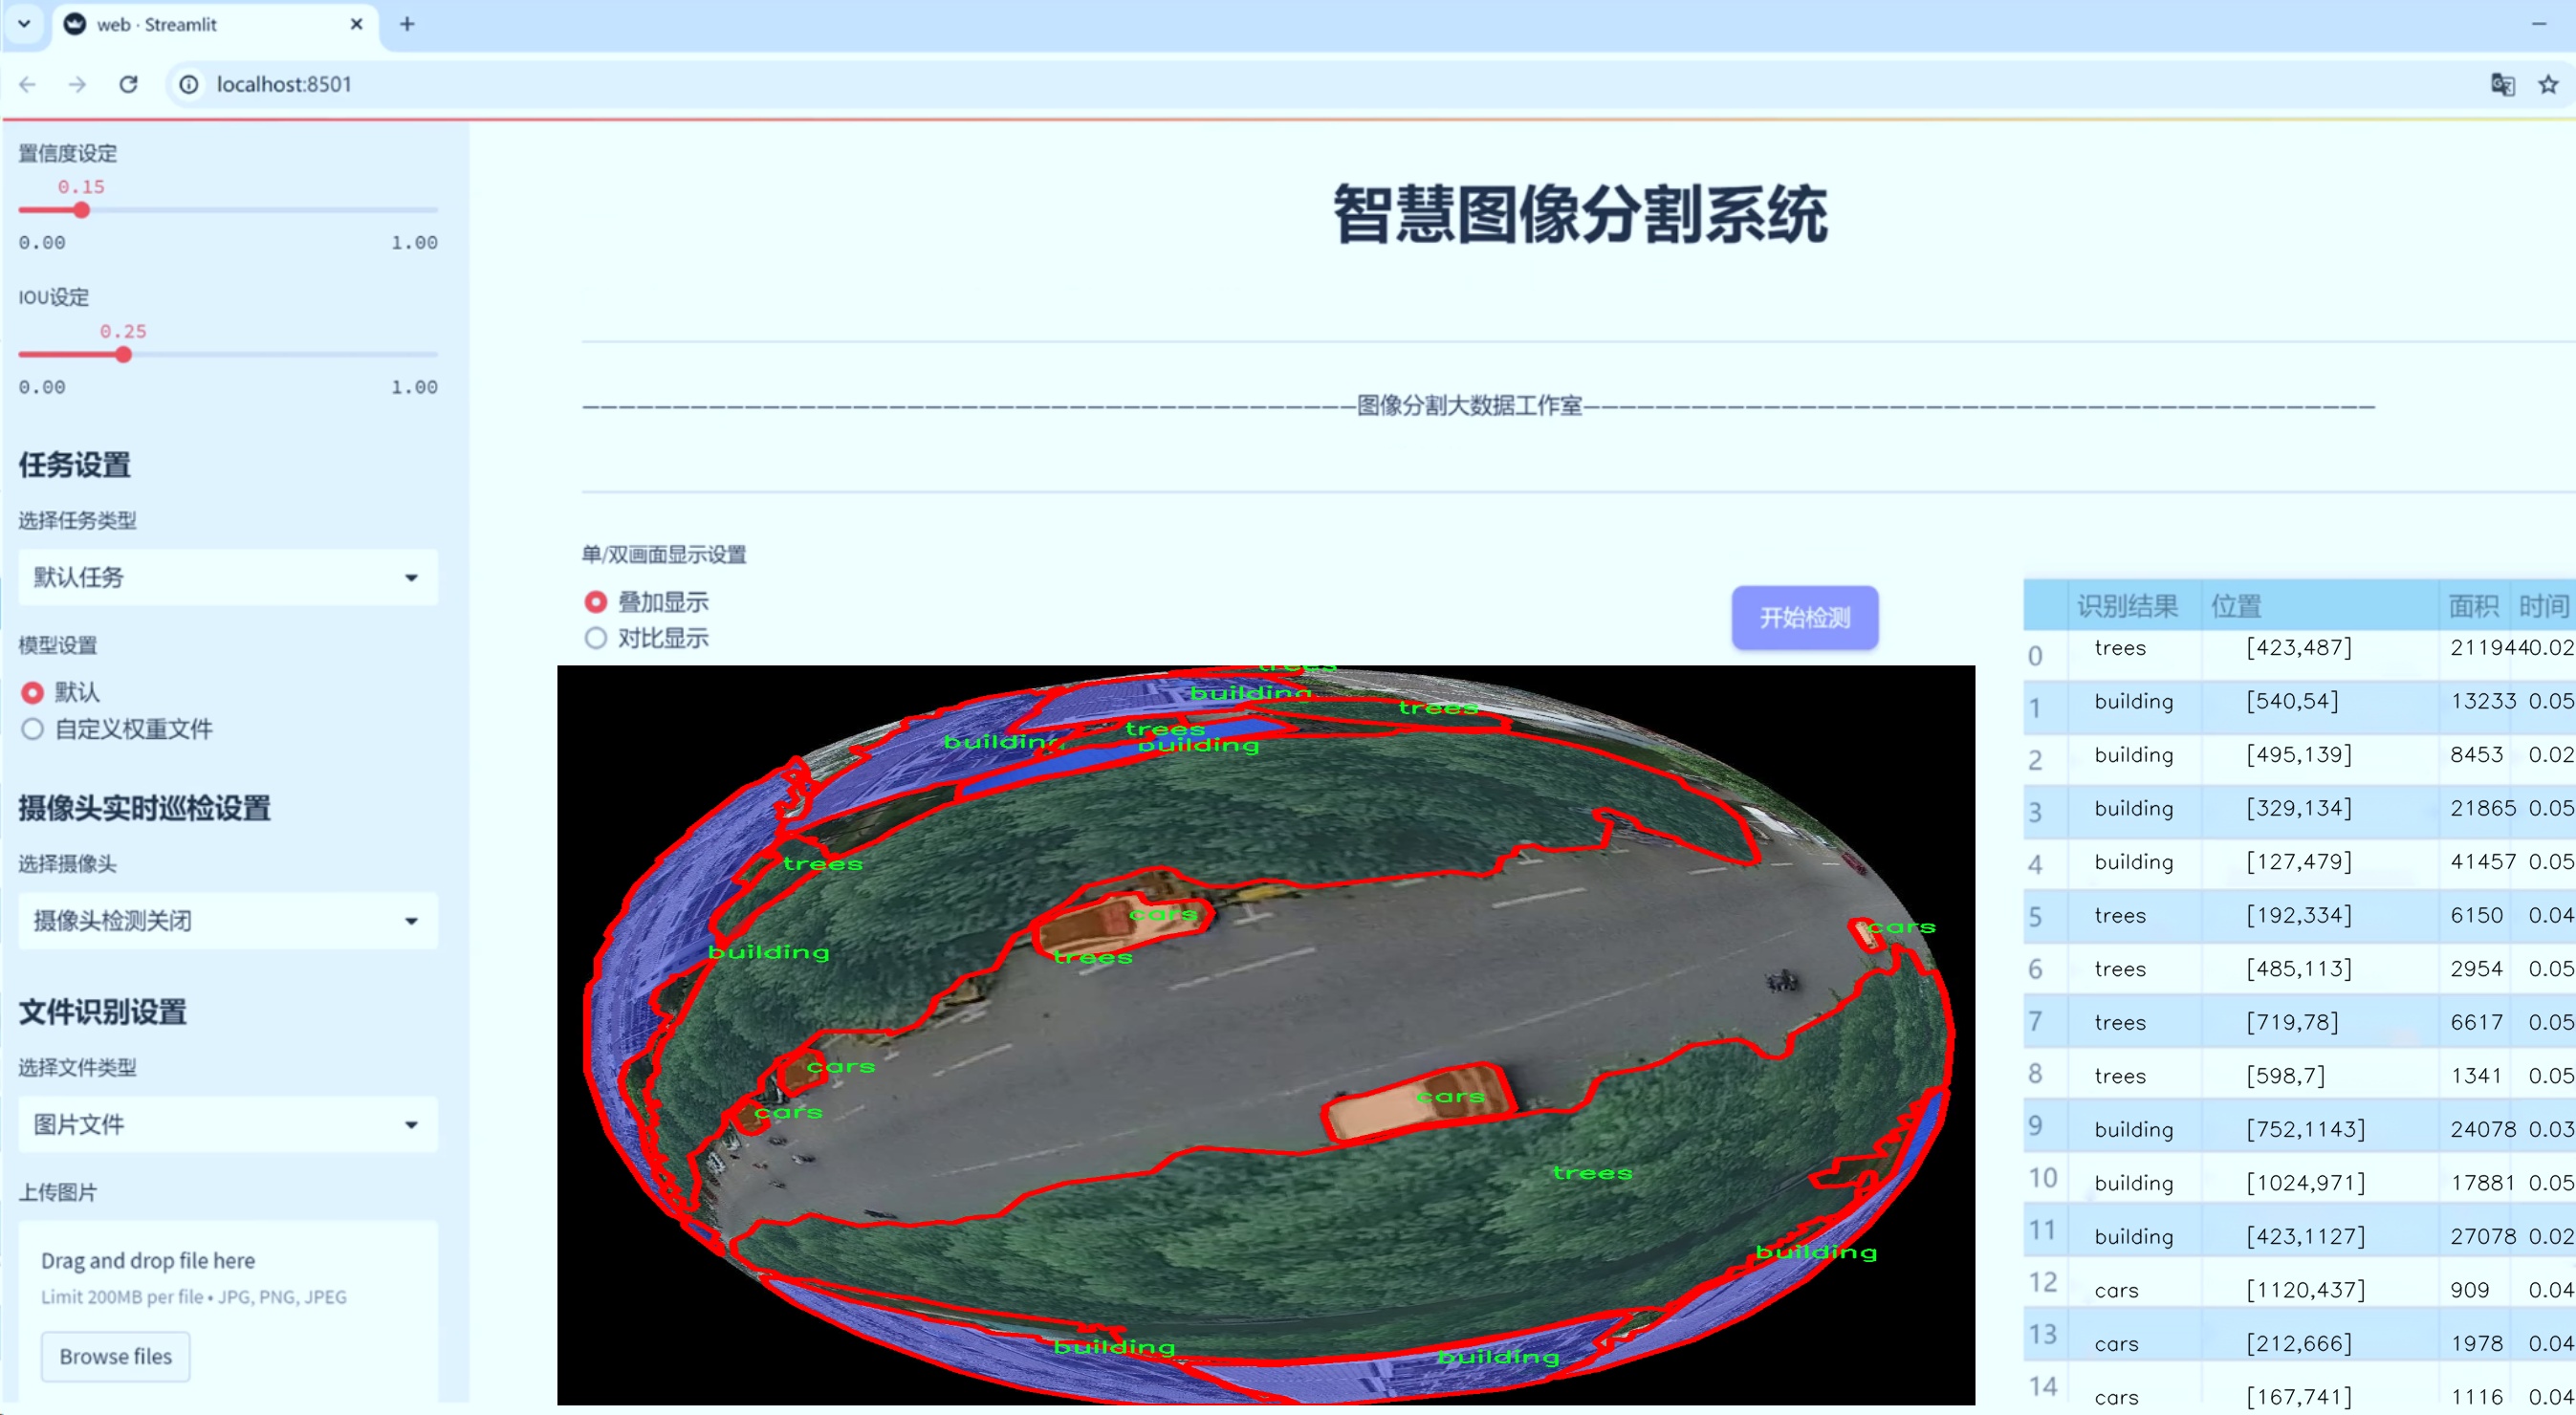 web · Streamlit
localhost:8501
置信度设定
0.15
0.00 1.00
IOU设定
0.25
0.00 1.00
任务设置
选择任务类型
默认任务
模型设置
默认
自定义权重文件
摄像头实时巡检设置
选择摄像头
摄像头检测关闭
文件识别设置
选择文件类型
图片文件
上传图片
Drag and drop file here
Limit 200MB per file • JPG, PNG, JPEG
Browse files
智慧图像分割系统
图像分割大数据工作室
单/双画面显示设置
叠加显示
对比显示
开始检测
trees
building
trees
trees
building
building
trees
cars
cars
building
trees
cars
cars
cars
trees
building
building
building
识别结果 位置 面积 时间
0 trees [423,487] 211944 0.02
1 building [540,54] 13233 0.05
2 building [495,139] 8453 0.02
3 building [329,134] 21865 0.05
4 building [127,479] 41457 0.05
5 trees [192,334] 6150 0.04
6 trees [485,113] 2954 0.05
7 trees [719,78] 6617 0.05
8 trees [598,7] 1341 0.05
9 building [752,1143] 24078 0.03
10 building [1024,971] 17881 0.05
11 building [423,1127] 27078 0.02
12 cars [1120,437] 909 0.04
13 cars [212,666] 1978 0.04
14 cars [167,741] 1116 0.04